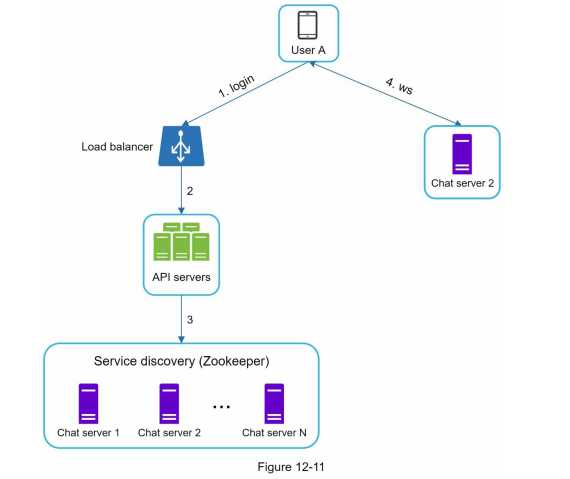 User A
1. login
4. ws
Load balancer
Chat server 2
2
API servers
3
Service discovery (Zookeeper)
Chat server 1
Chat server 2
...
Chat server N
Figure 12-11